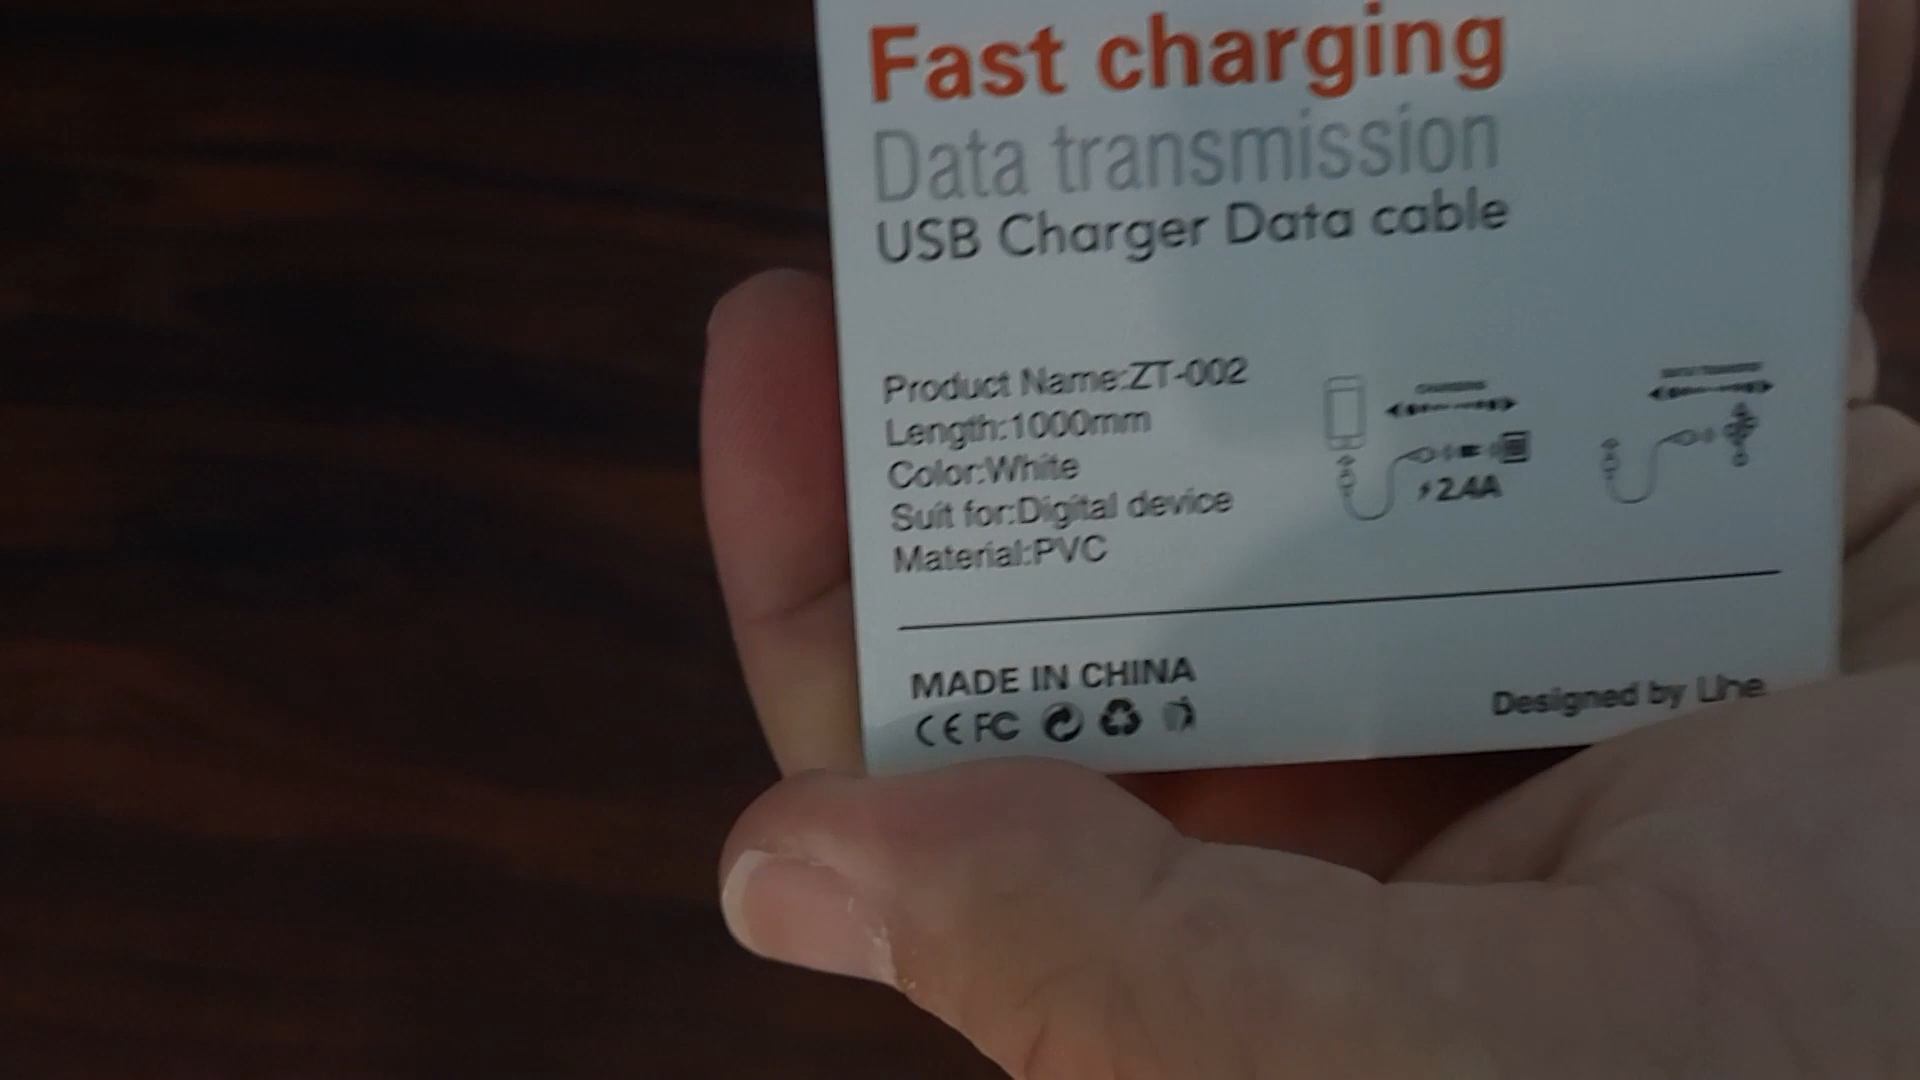 Fast charging
Data transmission
USB Charger Data cable
Product Name:ZT-002
Length:1000mm
Color:White
Suit for:Digital device
Material:PVC
2.4A
MADE IN CHINA
CE FC
Designed by